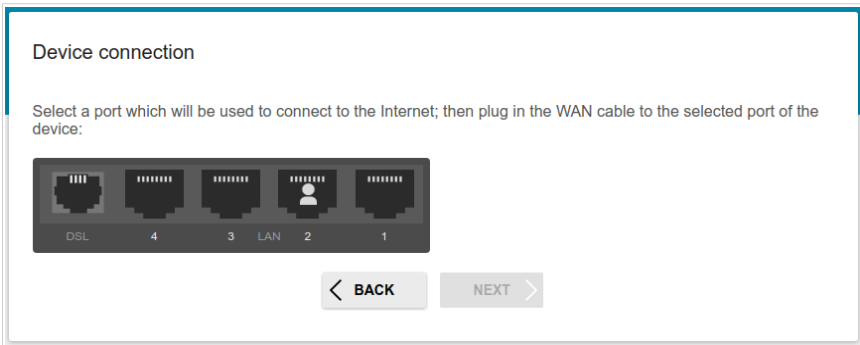 Device connection
Select a port which will be used to connect to the Internet; then plug in the WAN cable to the selected port of the
device:
DSL 4 3 LAN 2 1
BACK NEXT